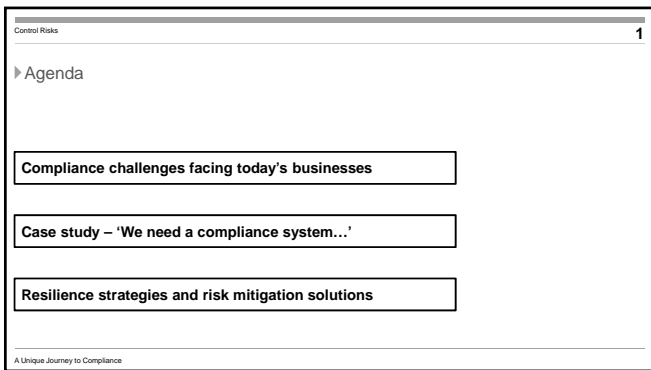 Control Risks
1
Agenda
Compliance challenges facing today's businesses
Case study – 'We need a compliance system…'
Resilience strategies and risk mitigation solutions
A Unique Journey to Compliance